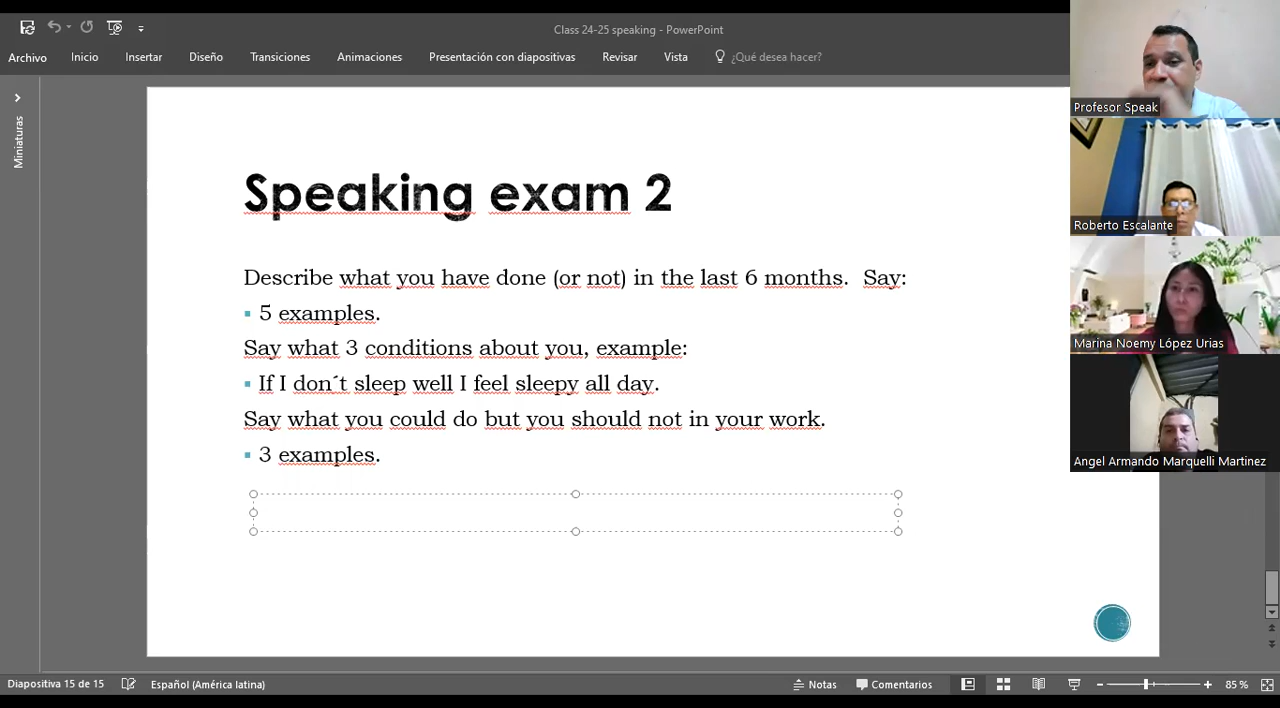 Class 24-25 speaking - PowerPoint
Archivo Inicio Insertar Diseño Transiciones Animaciones Presentación con diapositivas Revisar Vista ¿Qué desea hacer?
Miniaturas
Speaking exam 2
Describe what you have done (or not) in the last 6 months. Say:
5 examples.
Say what 3 conditions about you, example:
If I don´t sleep well I feel sleepy all day.
Say what you could do but you should not in your work.
3 examples.
Profesor Speak
Roberto Escalante
Marina Noemy López Urias
Angel Armando Marquelli Martinez
Diapositiva 15 de 15 Español (América latina) Notas Comentarios 85 %